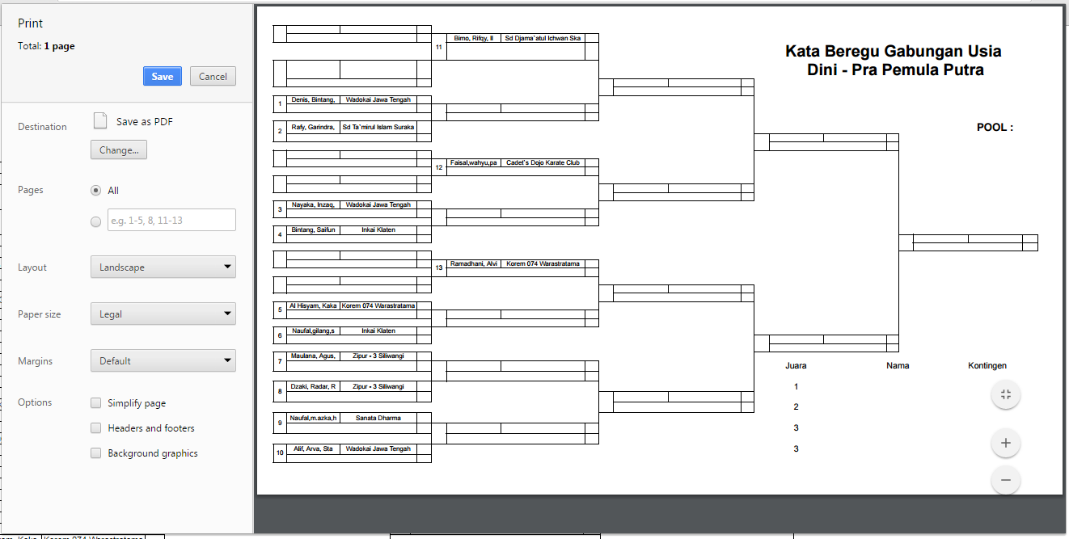 Print
Total: 1 page
Save
Cancel
Destination
Save as PDF
Change...
Pages
All
e.g. 1-5, 8, 11-13
Layout
Landscape
Paper size
Legal
Margins
Default
Options
Simplify page
Headers and footers
Background graphics
Kata Beregu Gabungan Usia
Dini - Pra Pemula Putra
POOL :
11 Bimo, Rifqy, Il Sd Djama'atul Ichwan Ska
1 Denis, Bintang, Wadokai Jawa Tengah
2 Rafy, Garindra, Sd Ta'mirul Islam Suraka
12 Faisal,wahyu,pa Cadet's Dojo Karate Club
3 Nayaka, Inzaq, Wadokai Jawa Tengah
4 Bintang, Saifun Inkai Klaten
13 Ramadhani, Alvi Korem 074 Warastratama
5 Al Hisyam, Kaka Korem 074 Warastratama
6 Naufal,gilang,s Inkai Klaten
7 Maulana, Agus, Zipur - 3 Siliwangi
8 Dzaki, Radar, R Zipur - 3 Siliwangi
9 Naufal,m.azka,h Sanata Dharma
10 Alif, Arva, Sta Wadokai Jawa Tengah
Juara Nama Kontingen
1
2
3
3